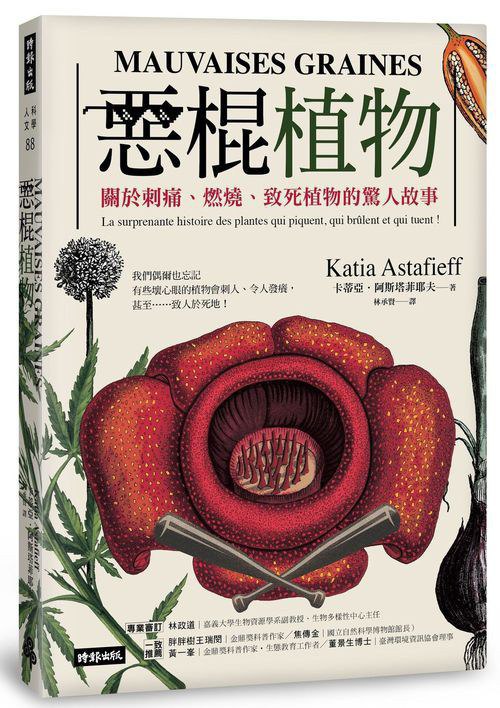 時報出版
科學
人文
88
MAUVAISES GRAINES
惡棍植物
MAUVAISES GRAINES
惡棍植物
關於刺痛、燃燒、致死植物的驚人故事
La surprenante histoire des plantes qui piquent, qui brûlent et qui tuent !
我們偶爾也忘記
有些壞心眼的植物會刺人、令人發癢，
甚至⋯⋯致人於死地！
Katia Astafieff
卡蒂亞・阿斯塔菲耶夫──著
林承賢──譯
專業審訂 林政道｜嘉義大學生物資源學系副教授、生物多樣性中心主任
一致推薦 胖胖樹王瑞閔｜金鼎獎科普作家／焦傳金｜國立自然科學博物館館長
黃一峯｜金鼎獎科普作家・生態教育工作者／董景生博士｜臺灣環境資訊協會理事
時報出版